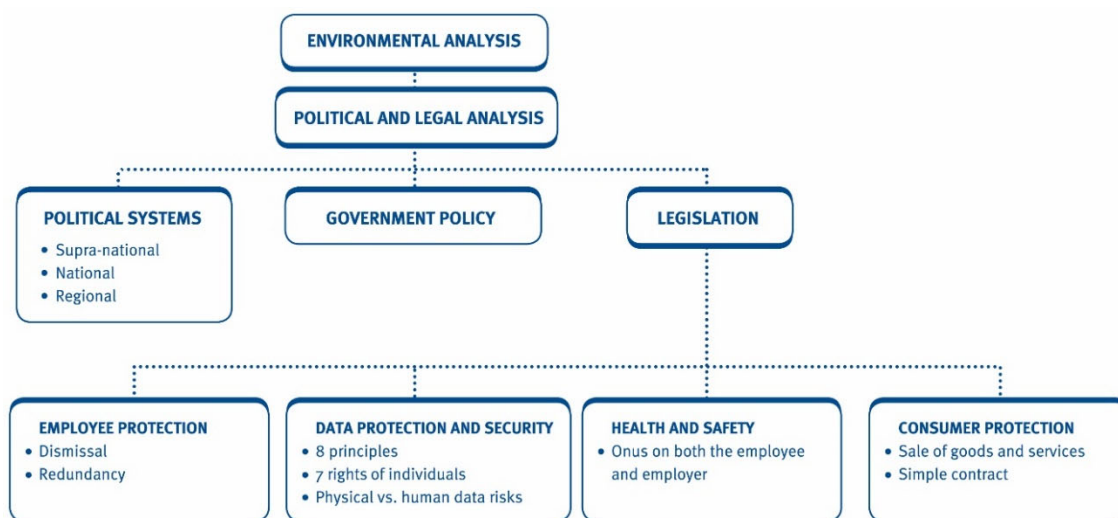 ENVIRONMENTAL ANALYSIS
POLITICAL AND LEGAL ANALYSIS
POLITICAL SYSTEMS
• Supra-national
• National
• Regional
GOVERNMENT POLICY
LEGISLATION
EMPLOYEE PROTECTION
• Dismissal
• Redundancy
DATA PROTECTION AND SECURITY
• 8 principles
• 7 rights of individuals
• Physical vs. human data risks
HEALTH AND SAFETY
• Onus on both the employee
and employer
CONSUMER PROTECTION
• Sale of goods and services
• Simple contract